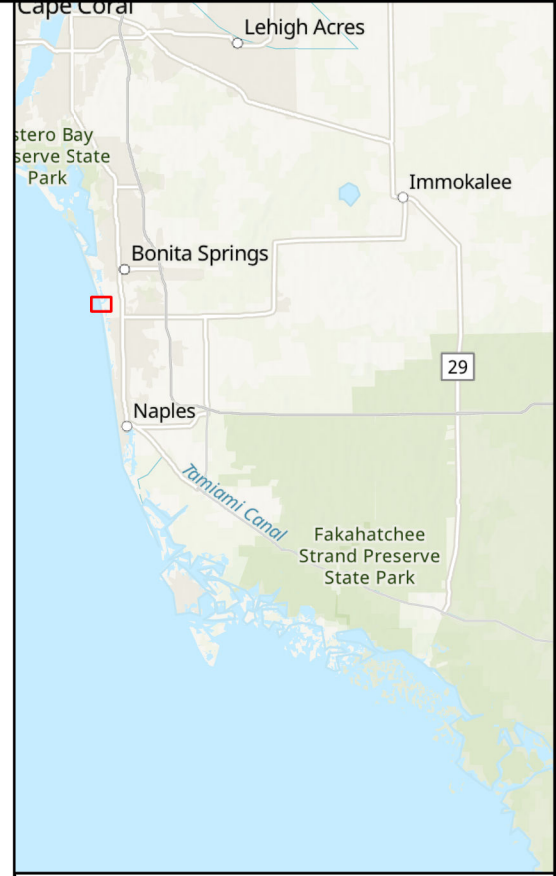 Cape Coral
Lehigh Acres
stero Bay
serve State
Park
Immokalee
Bonita Springs
29
Naples
Tamiami Canal
Fakahatchee
Strand Preserve
State Park